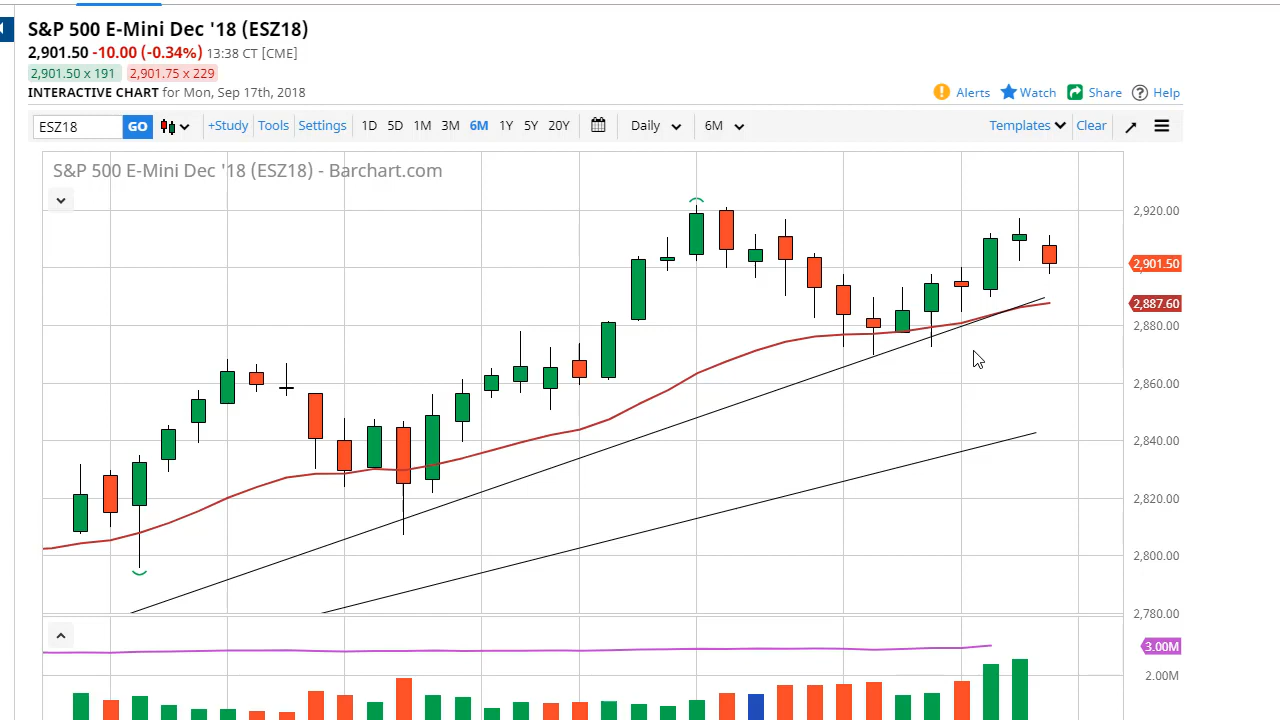 S&P 500 E-Mini Dec '18 (ESZ18)
2,901.50 -10.00 (-0.34%) 13:38 CT [CME]
2,901.50 x 191 2,901.75 x 229
INTERACTIVE CHART for Mon, Sep 17th, 2018
Alerts Watch Share Help
ESZ18 GO +Study Tools Settings 1D 5D 1M 3M 6M 1Y 5Y 20Y Daily 6M Templates Clear
S&P 500 E-Mini Dec '18 (ESZ18) - Barchart.com
2,920.00
2,901.50
2,887.60
2,880.00
2,860.00
2,840.00
2,820.00
2,800.00
2,780.00
3.00M
2.00M